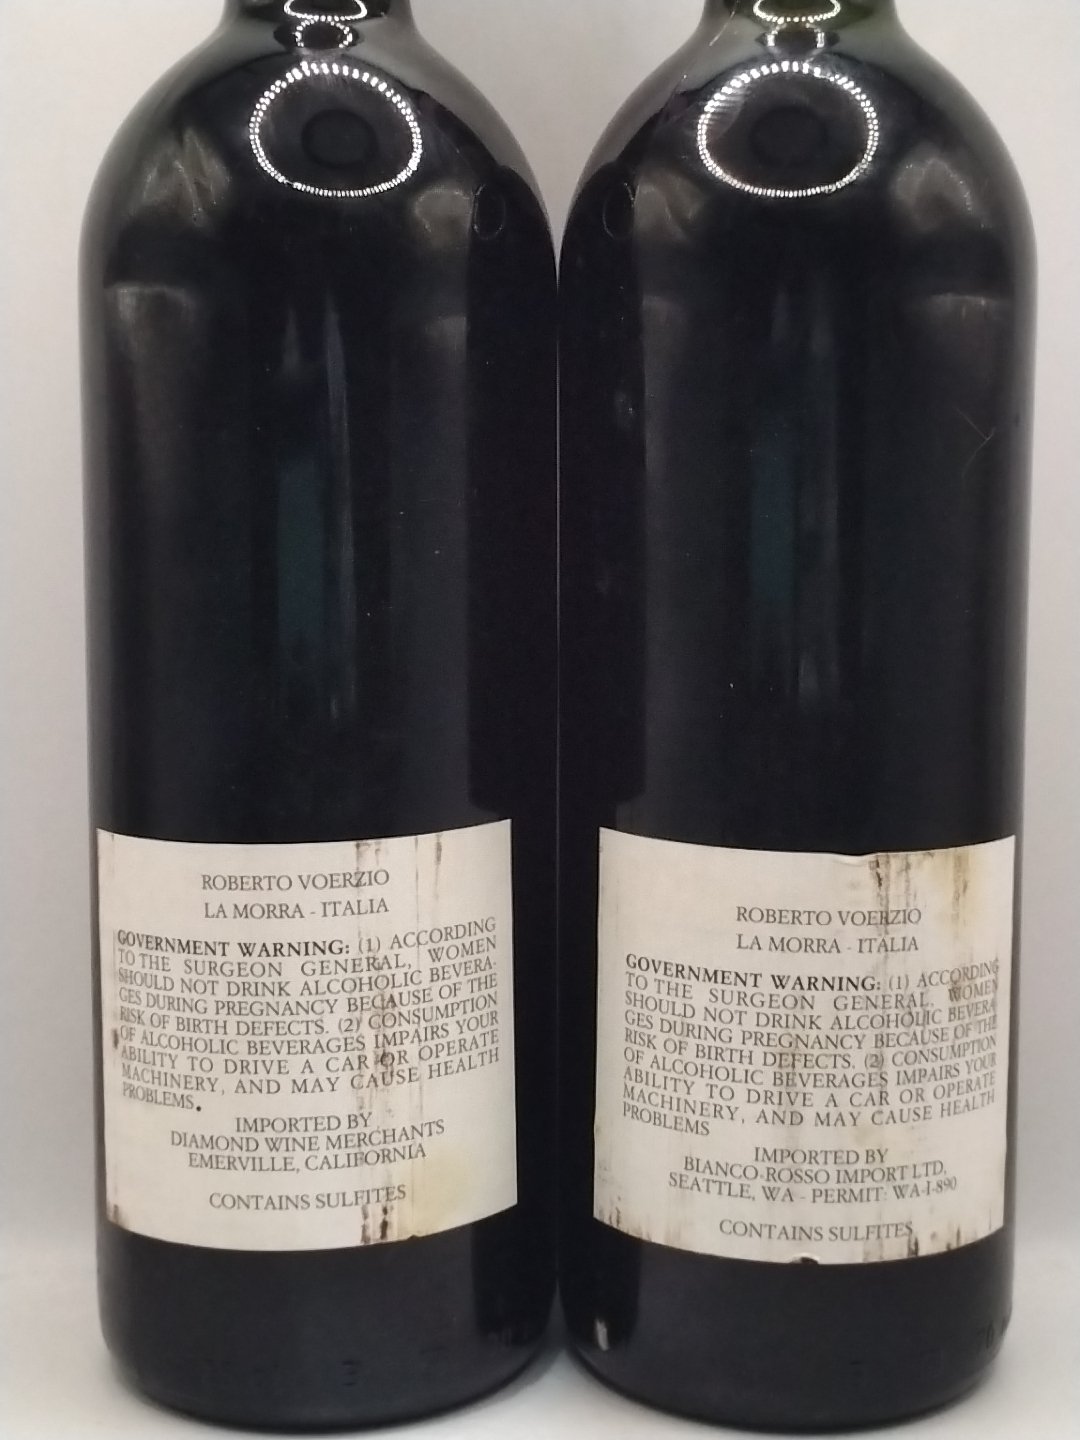 ROBERTO VOERZIO
LA MORRA - ITALIA
GOVERNMENT WARNING: (1) ACCORDING
TO THE SURGEON GENERAL, WOMEN
SHOULD NOT DRINK ALCOHOLIC BEVERA-
GES DURING PREGNANCY BECAUSE OF THE
RISK OF BIRTH DEFECTS. (2) CONSUMPTION
OF ALCOHOLIC BEVERAGES IMPAIRS YOUR
ABILITY TO DRIVE A CAR OR OPERATE
MACHINERY, AND MAY CAUSE HEALTH
PROBLEMS.
IMPORTED BY
DIAMOND WINE MERCHANTS
EMERVILLE, CALIFORNIA
CONTAINS SULFITES
ROBERTO VOERZIO
LA MORRA - ITALIA
GOVERNMENT WARNING: (1) ACCORDING
TO THE SURGEON GENERAL, WOMEN
SHOULD NOT DRINK ALCOHOLIC BEVERA-
GES DURING PREGNANCY BECAUSE OF THE
RISK OF BIRTH DEFECTS. (2) CONSUMPTION
OF ALCOHOLIC BEVERAGES IMPAIRS YOUR
ABILITY TO DRIVE A CAR OR OPERATE
MACHINERY, AND MAY CAUSE HEALTH
PROBLEMS
IMPORTED BY
BIANCO-ROSSO IMPORT LTD,
SEATTLE, WA - PERMIT: WA-I-890
CONTAINS SULFITES